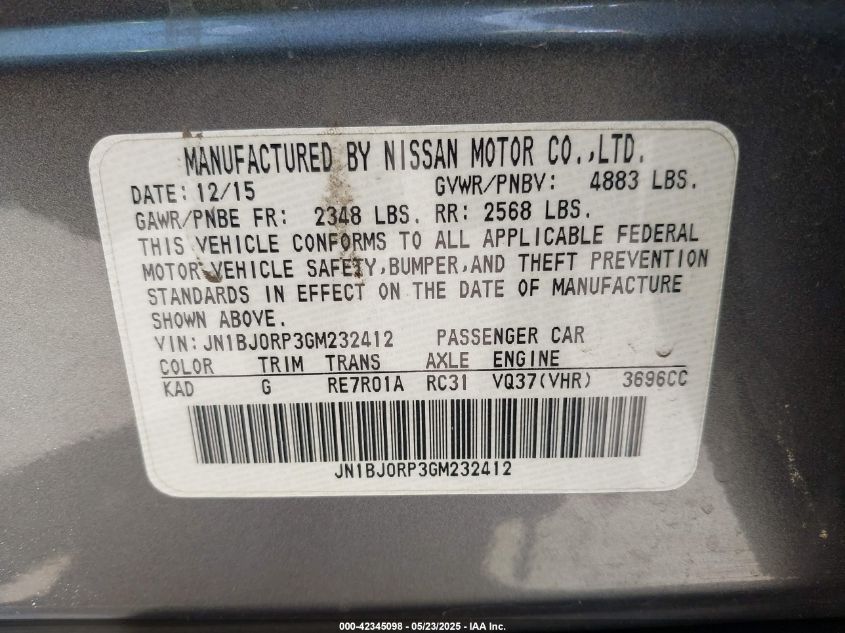 MANUFACTURED BY NISSAN MOTOR CO.,LTD.
DATE: 12/15 GVWR/PNBV: 4883 LBS.
GAWR/PNBE FR: 2348 LBS. RR: 2568 LBS.
THIS VEHICLE CONFORMS TO ALL APPLICABLE FEDERAL
MOTOR VEHICLE SAFETY,BUMPER,AND THEFT PREVENTION
STANDARDS IN EFFECT ON THE DATE OF MANUFACTURE
SHOWN ABOVE.
VIN:JN1BJ0RP3GM232412 PASSENGER CAR
COLOR TRIM TRANS AXLE ENGINE
KAD G RE7R01A RC31 VQ37(VHR) 3696CC
JN1BJ0RP3GM232412
000-42345098 - 05/23/2025 - IAA Inc.